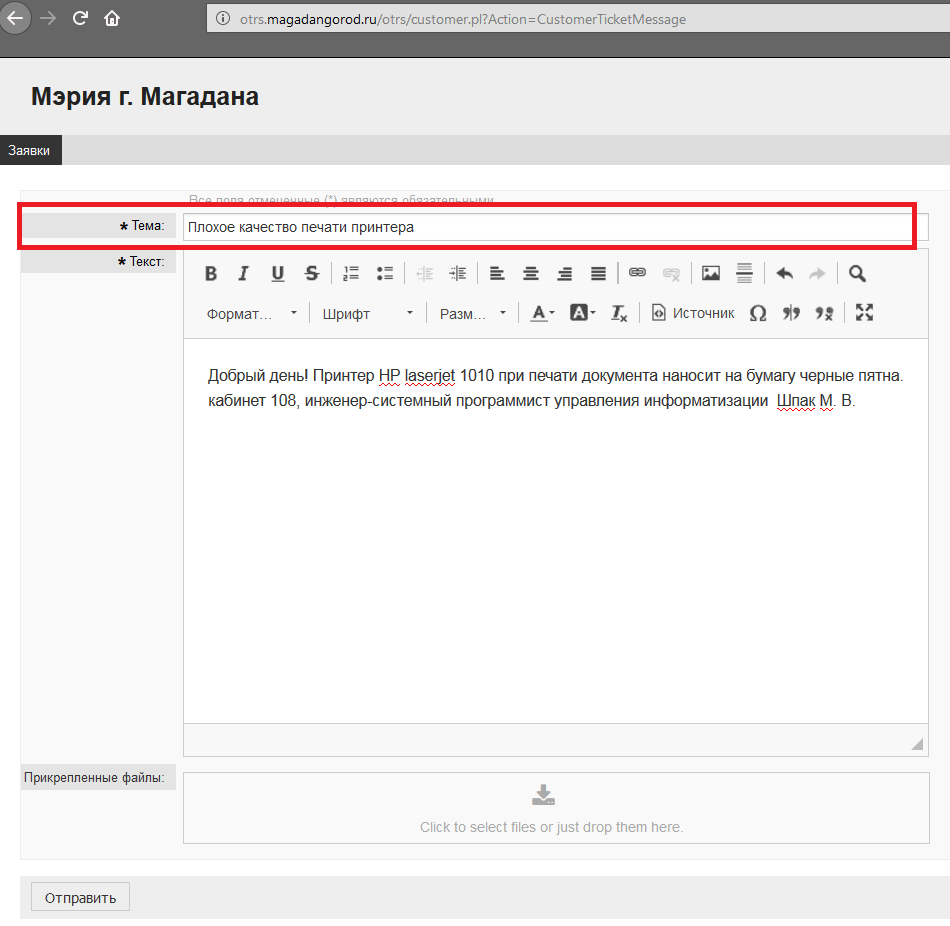 otrs.magadangorod.ru/otrs/customer.pl?Action=CustomerTicketMessage
Мэрия г. Магадана
Заявки
Все поля отмеченные (*) являются обязательными.
* Тема: Плохое качество печати принтера
* Текст:
Формат... Шрифт Разм... Источник
Добрый день! Принтер HP laserjet 1010 при печати документа наносит на бумагу черные пятна.
кабинет 108, инженер-системный программист управления информатизации Шпак М. В.
Прикрепленные файлы:
Click to select files or just drop them here.
Отправить